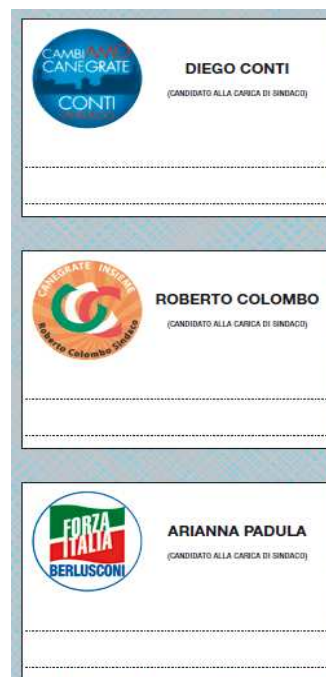 CAMBIAMO
CANEGRATE
CONTI
DIEGO CONTI
(CANDIDATO ALLA CARICA DI SINDACO)
CANEGRATE INSIEME
Roberto Colombo Sindaco
ROBERTO COLOMBO
(CANDIDATO ALLA CARICA DI SINDACO)
FORZA
ITALIA
BERLUSCONI
ARIANNA PADULA
(CANDIDATO ALLA CARICA DI SINDACO)